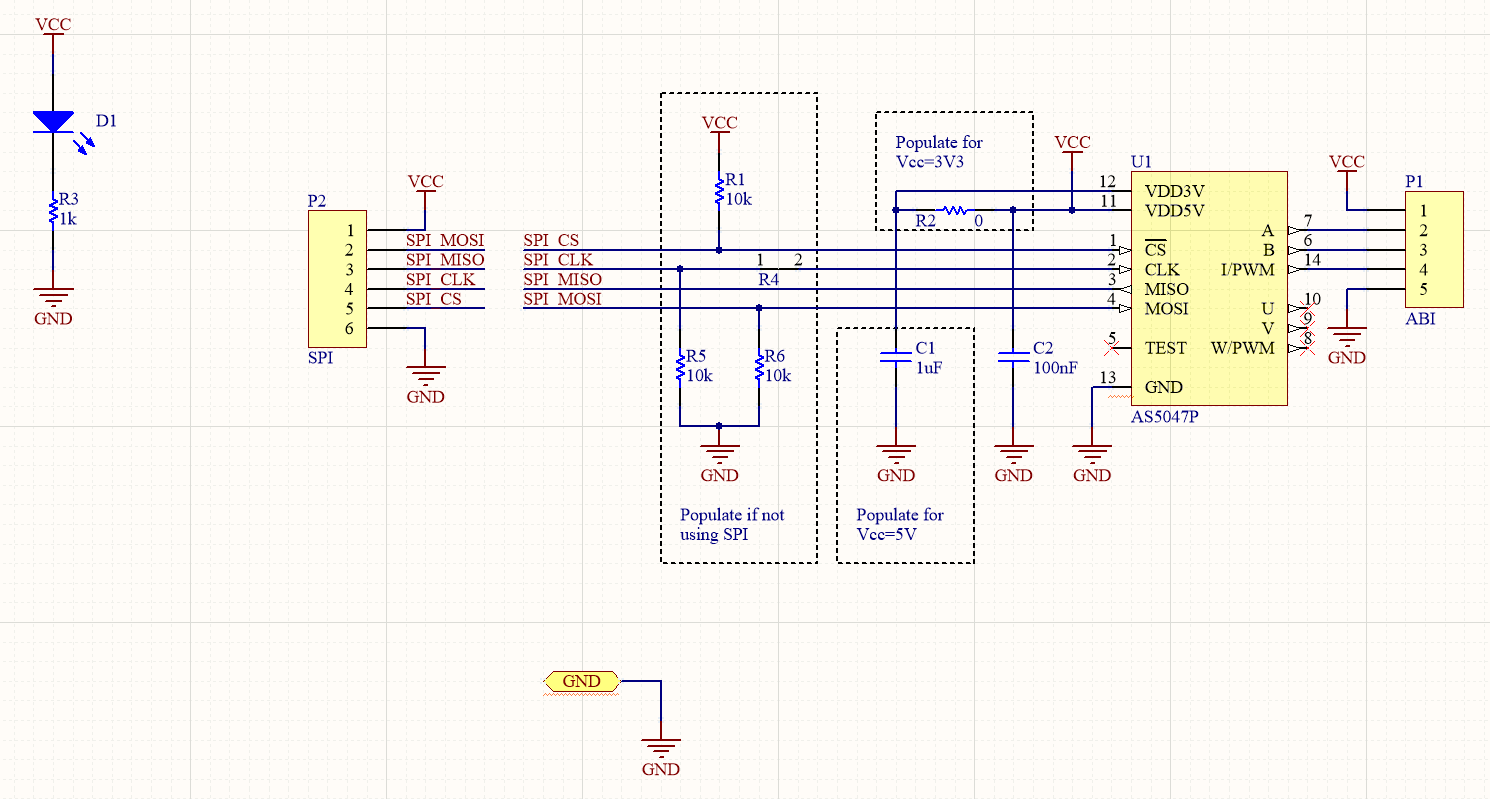 VCC
D1
R3
1k
GND
P2
VCC
1
2
3
4
5
6
SPI_MOSI
SPI_MISO
SPI_CLK
SPI_CS
SPI
GND
SPI_CS
SPI_CLK
SPI_MISO
SPI_MOSI
VCC
R1
10k
1 2
R4
R5
10k
R6
10k
GND
Populate if not
using SPI
Populate for
Vcc=3V3
R2 0
VCC
C1
1uF
C2
100nF
GND
GND
GND
Populate for
Vcc=5V
U1
12 VDD3V
11 VDD5V
1 CS
2 CLK
3 MISO
4 MOSI
5 TEST
13 GND
A 7
B 6
I/PWM 14
U 10
V 9
W/PWM 8
AS5047P
VCC
P1
1
2
3
4
5
ABI
GND
GND
GND